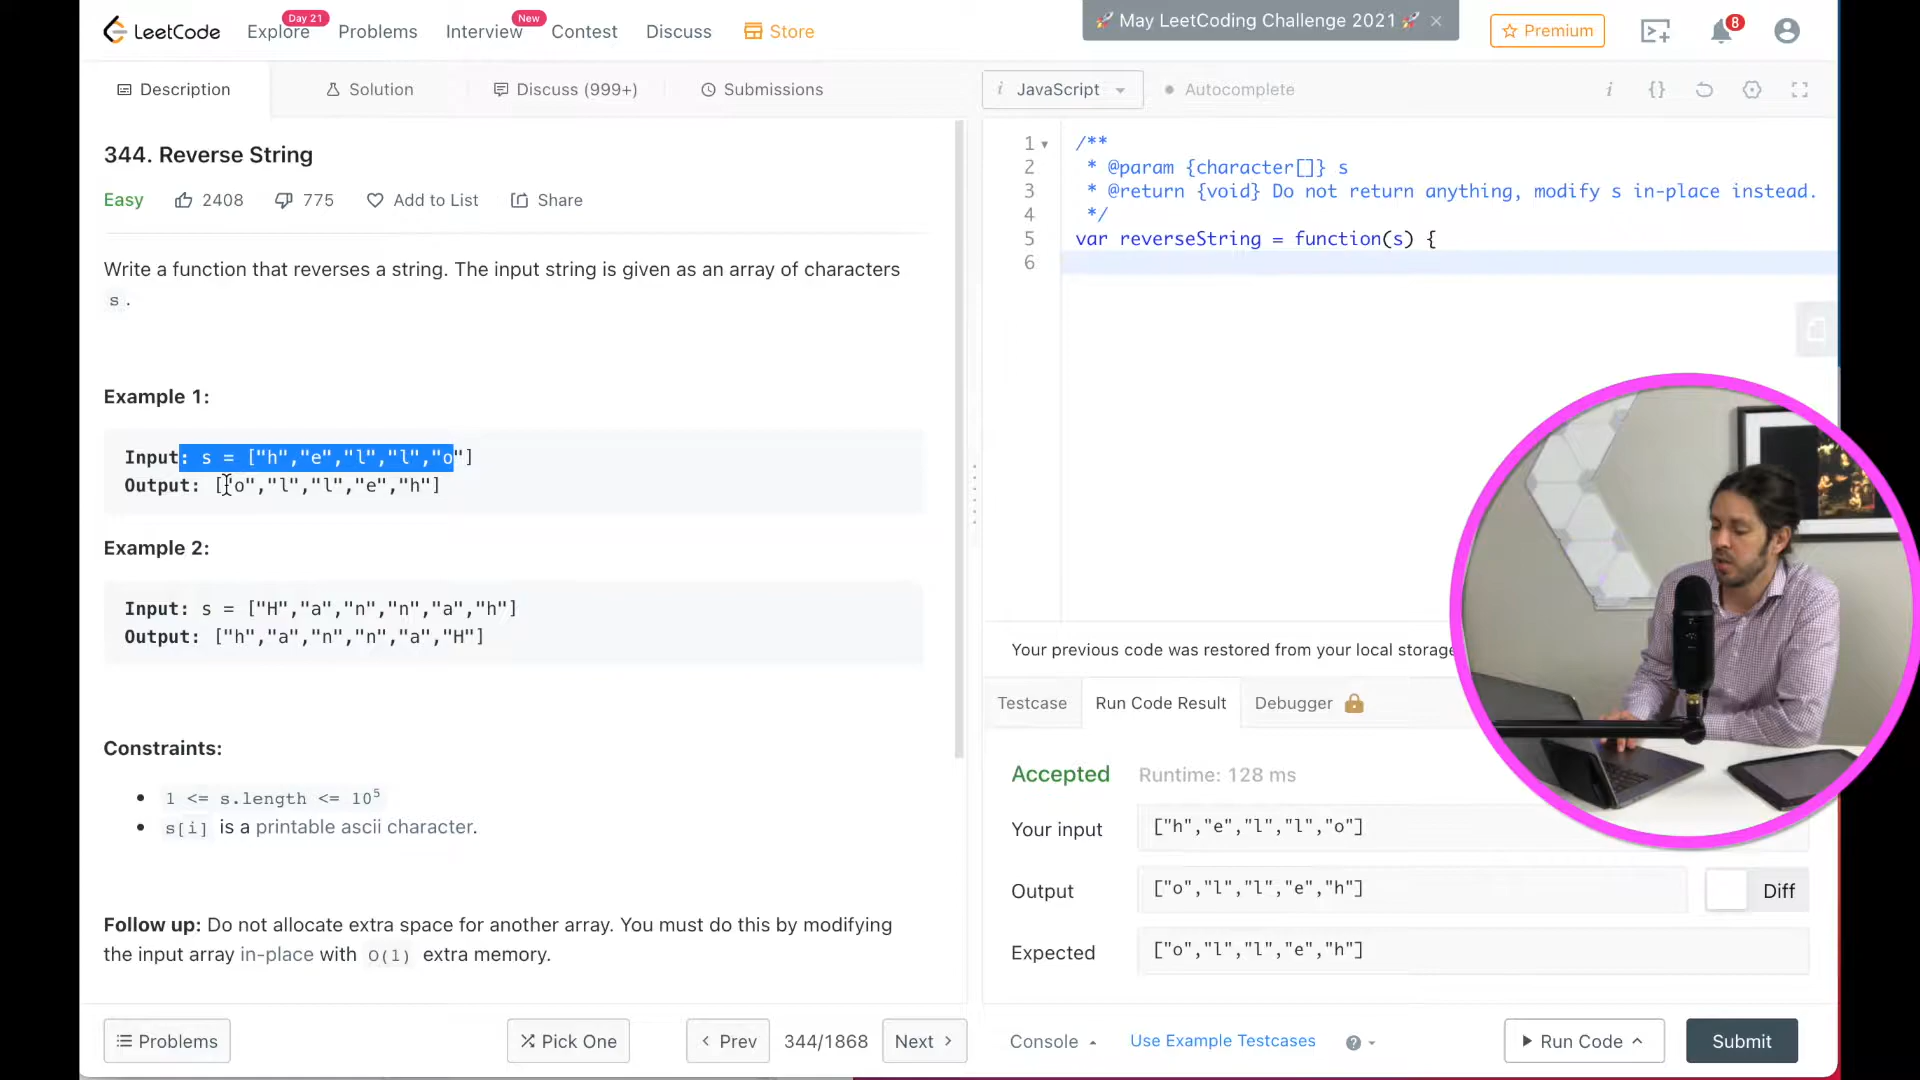 LeetCode
Explore
Day 21
Problems
Interview
New
Contest
Discuss
Store
🚀 May LeetCoding Challenge 2021 🚀 ×
Premium
8
Description
Solution
Discuss (999+)
Submissions
i JavaScript
Autocomplete
i {}
344. Reverse String
Easy 2408 775 Add to List Share
Write a function that reverses a string. The input string is given as an array of characters
s .
Example 1:
Input: s = ["h","e","l","l","o"]
Output: ["o","l","l","e","h"]
Example 2:
Input: s = ["H","a","n","n","a","h"]
Output: ["h","a","n","n","a","H"]
Constraints:
• 1 <= s.length <= 10⁵
• s[i] is a printable ascii character.
Follow up: Do not allocate extra space for another array. You must do this by modifying
the input array in-place with O(1) extra memory.
Problems
Pick One
< Prev
344/1868
Next >
1 /**
2 * @param {character[]} s
3 * @return {void} Do not return anything, modify s in-place instead.
4 */
5 var reverseString = function(s) {
6
Your previous code was restored from your local storage
Testcase
Run Code Result
Debugger
Accepted Runtime: 128 ms
Your input ["h","e","l","l","o"]
Output ["o","l","l","e","h"]
Diff
Expected ["o","l","l","e","h"]
Console
Use Example Testcases
?
Run Code
Submit